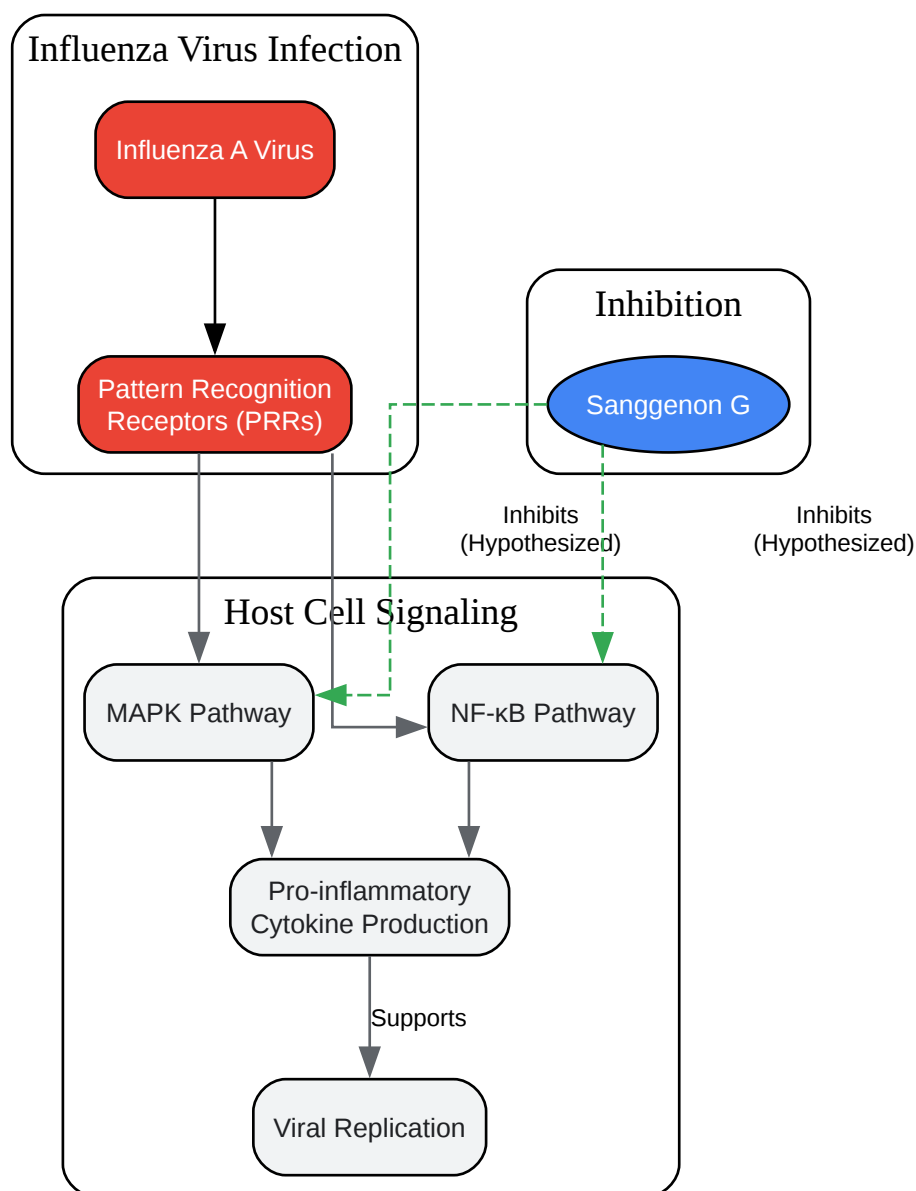 Influenza Virus Infection
Influenza A Virus
Pattern Recognition
Receptors (PRRs)
Inhibition
Sanggenon G
Inhibits
(Hypothesized)
Inhibits
(Hypothesized)
Host Cell Signaling
MAPK Pathway
NF-κB Pathway
Pro-inflammatory
Cytokine Production
Supports
Viral Replication